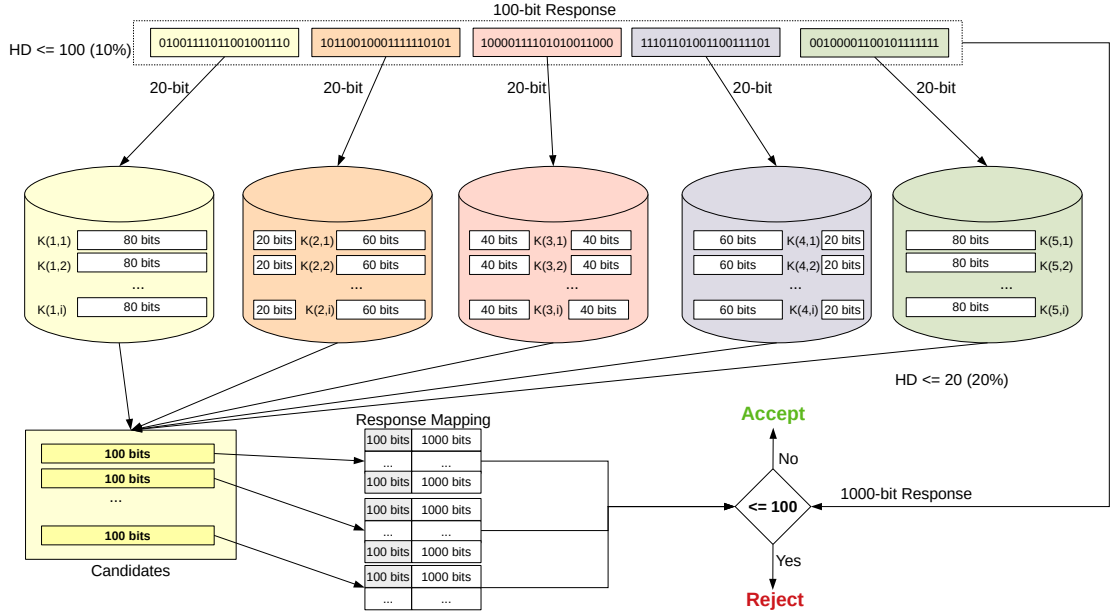 100-bit Response
HD <= 100 (10%)
01001111011001001110
10110010001111110101
10000111101010011000
11101101001100111101
00100001100101111111
20-bit
20-bit
20-bit
20-bit
20-bit
K(1,1) 80 bits
K(1,2) 80 bits
...
K(1,i) 80 bits
20 bits K(2,1) 60 bits
20 bits K(2,2) 60 bits
...
20 bits K(2,i) 60 bits
40 bits K(3,1) 40 bits
40 bits K(3,2) 40 bits
...
40 bits K(3,i) 40 bits
60 bits K(4,1) 20 bits
60 bits K(4,2) 20 bits
...
60 bits K(4,i) 20 bits
80 bits K(5,1)
80 bits K(5,2)
...
80 bits K(5,i)
HD <= 20 (20%)
100 bits
100 bits
...
100 bits
Candidates
Response Mapping
100 bits 1000 bits
... ...
100 bits 1000 bits
100 bits 1000 bits
... ...
100 bits 1000 bits
100 bits 1000 bits
... ...
Accept
No
<= 100
1000-bit Response
Yes
Reject